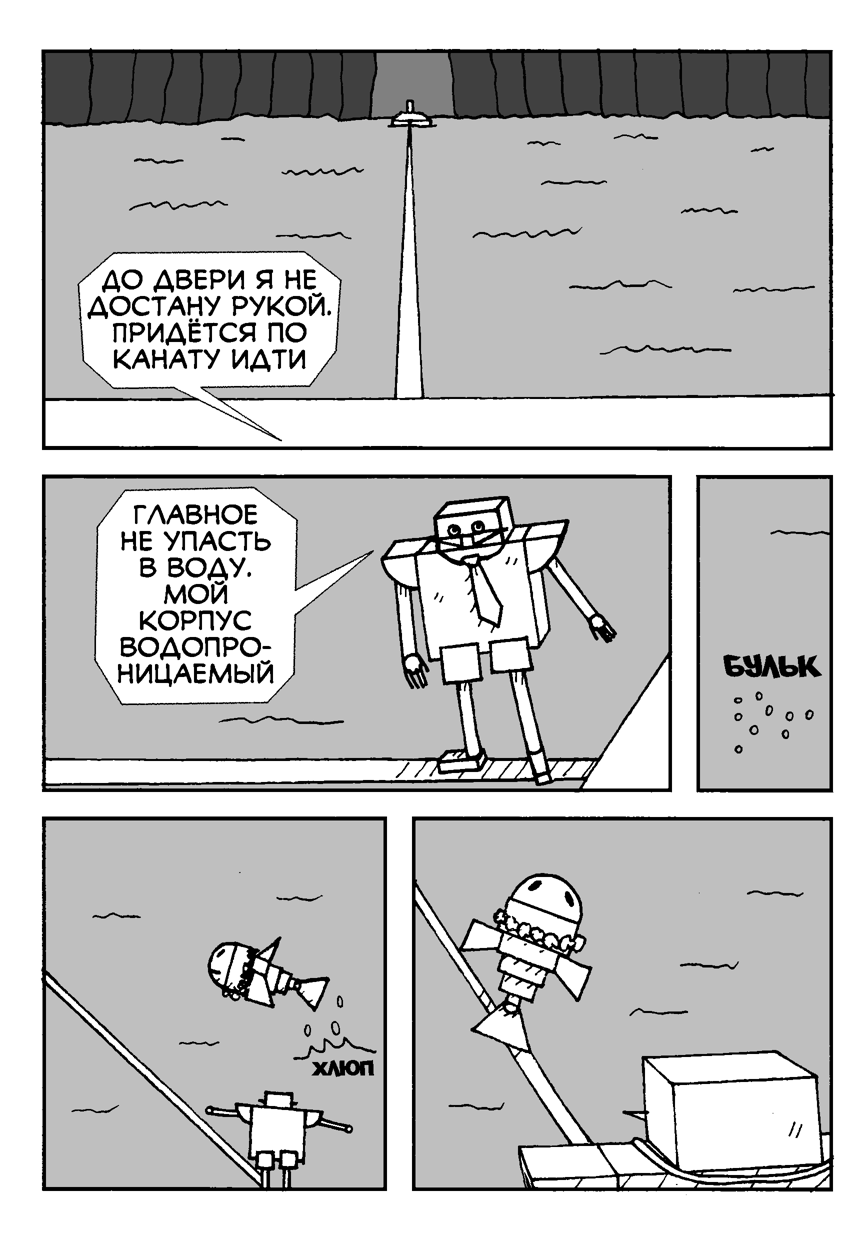 ДО ДВЕРИ Я НЕ
ДОСТАНУ РУКОЙ.
ПРИДЁТСЯ ПО
КАНАТУ ИДТИ
ГЛАВНОЕ
НЕ УПАСТЬ
В ВОДУ.
МОЙ
КОРПУС
ВОДОПРО-
НИЦАЕМЫЙ
БУЛЬК
ХЛЮП